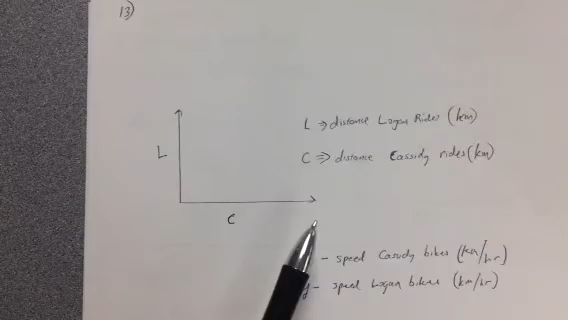 13)
L ⇒ distance Logan Rides (km)
L
C ⇒ distance Cassidy rides (km)
C
- speed Cassidy bikes (km/hr)
y - speed Logan bikes (km/hr)